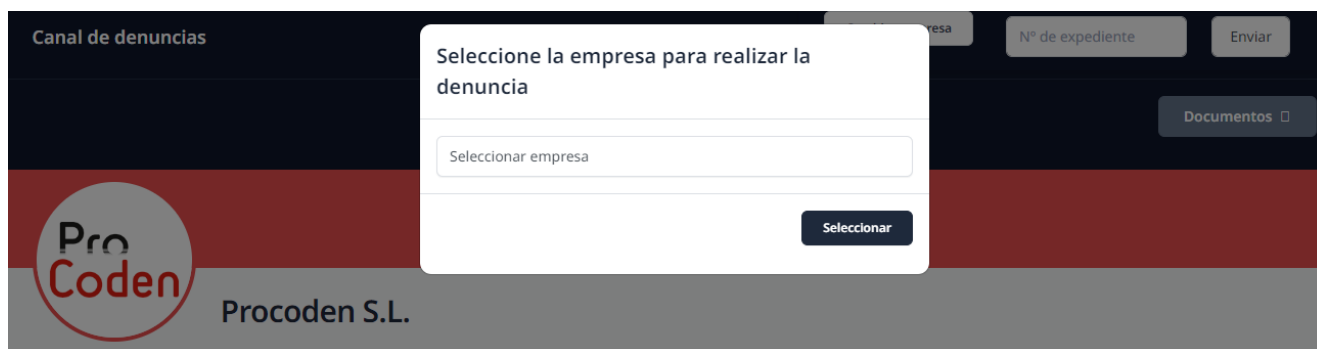 Canal de denuncias
resa
Nº de expediente
Enviar
Seleccione la empresa para realizar la
denuncia
Documentos
Seleccionar empresa
Seleccionar
Pro
Coden
Procoden S.L.